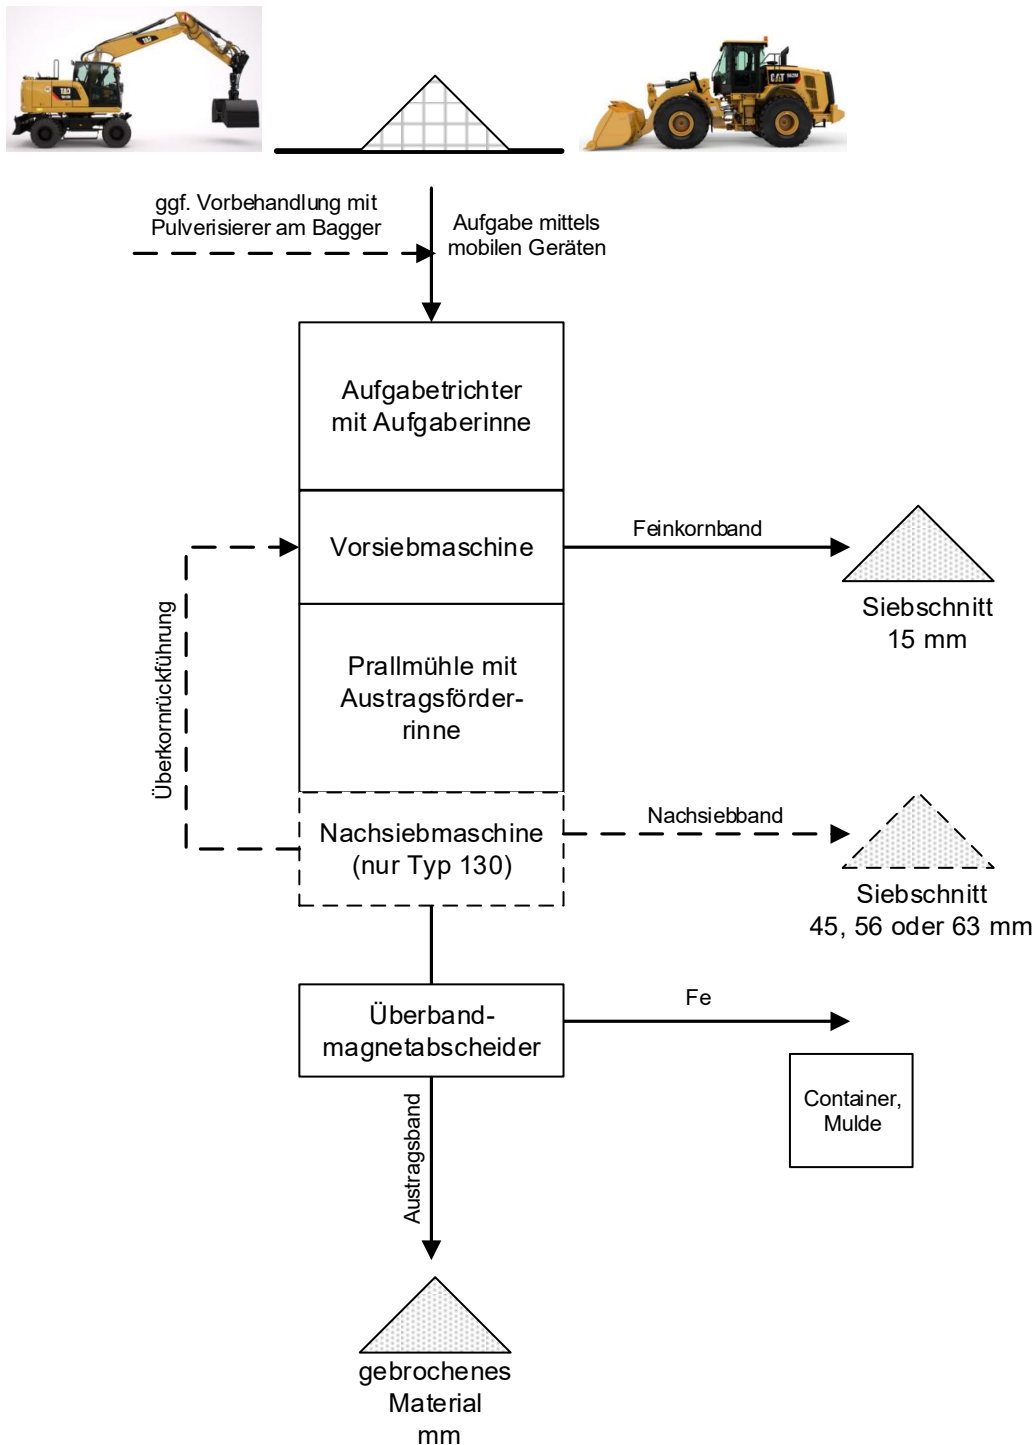 CAT
ggf. Vorbehandlung mit
Pulverisierer am Bagger
Aufgabe mittels
mobilen Geräten
Aufgabetrichter
mit Aufgaberinne
Vorsiebmaschine
Feinkornband
Siebschnitt
15 mm
Überkornrückführung
Prallmühle mit
Austragsförder-
rinne
Nachsiebmaschine
(nur Typ 130)
Nachsiebband
Siebschnitt
45, 56 oder 63 mm
Überband-
magnetabscheider
Fe
Container,
Mulde
Austragsband
gebrochenes
Material
mm